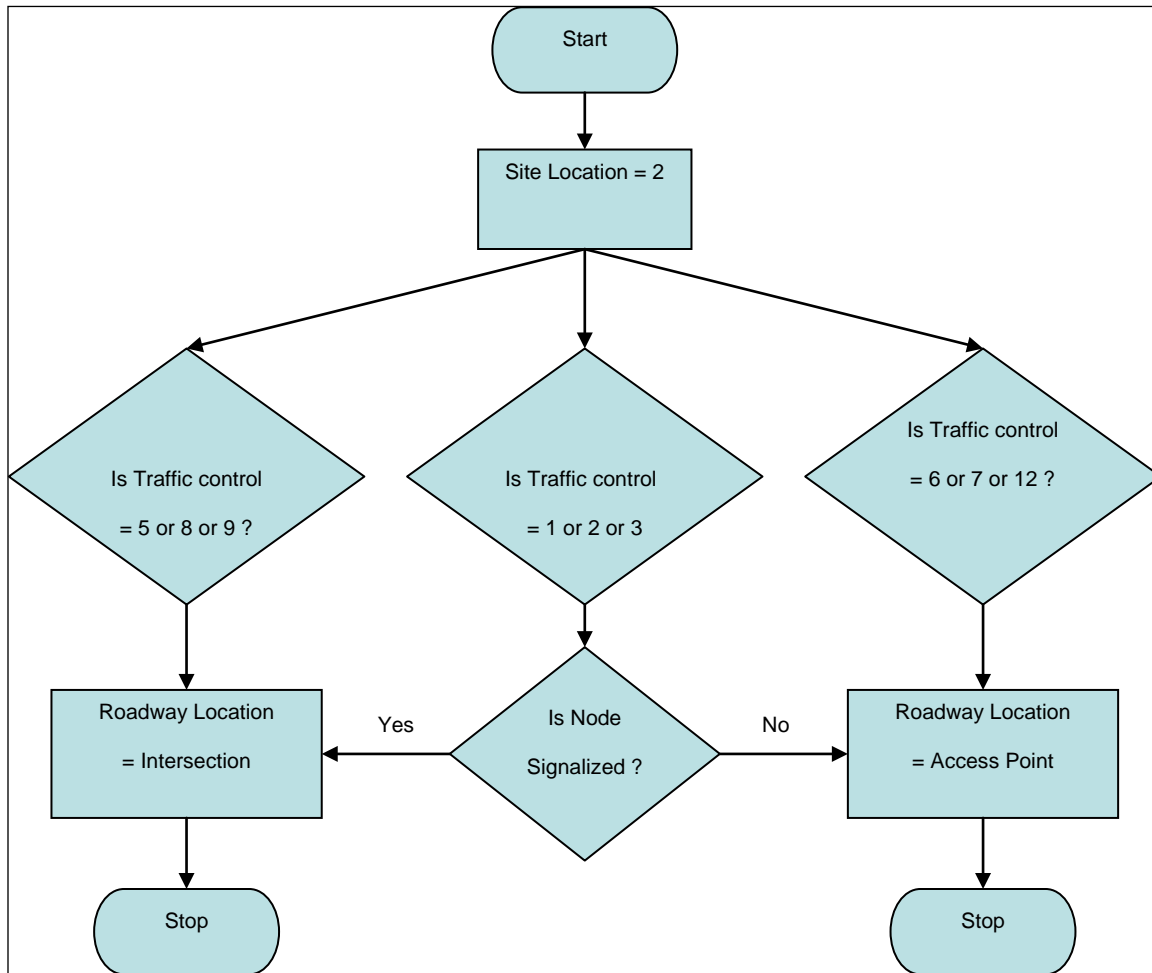 Start
Site Location = 2
Is Traffic control
= 5 or 8 or 9 ?
Is Traffic control
= 1 or 2 or 3
Is Traffic control
= 6 or 7 or 12 ?
Roadway Location
= Intersection
Yes
Is Node
Signalized ?
No
Roadway Location
= Access Point
Stop
Stop